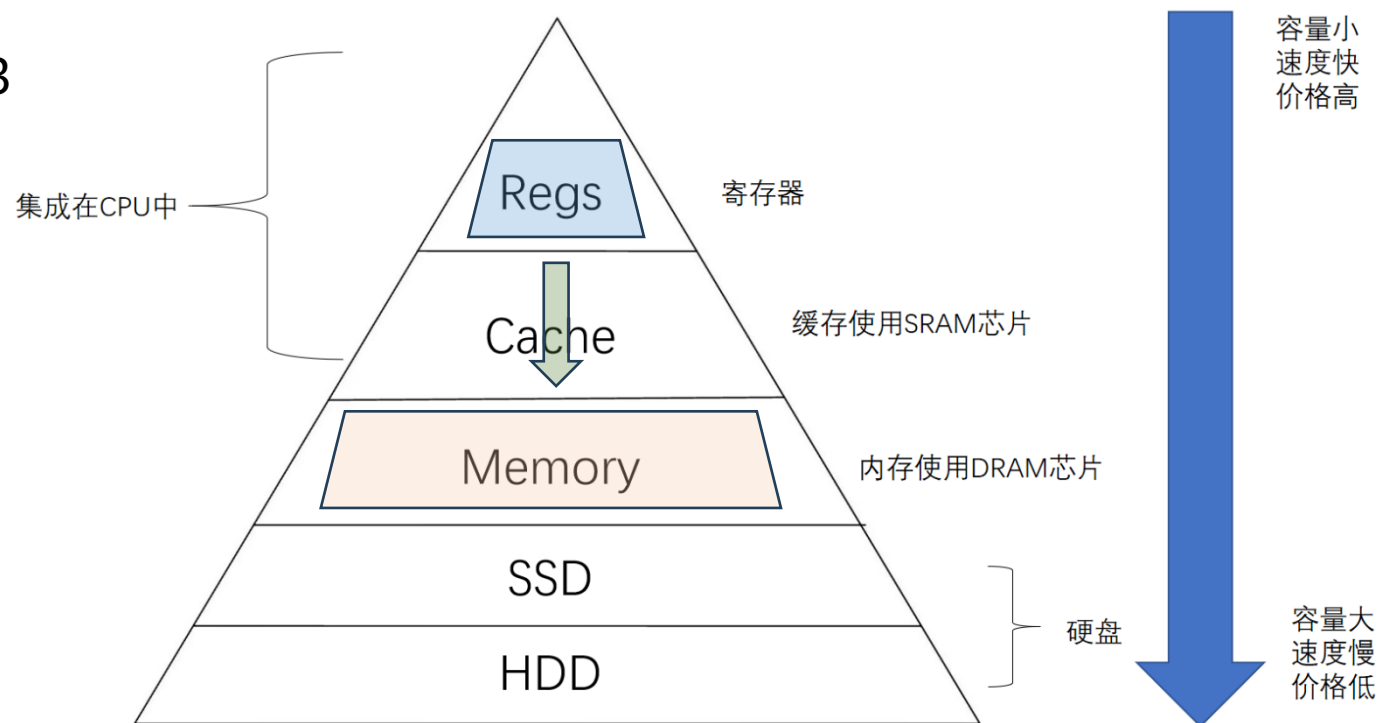 容量小
速度快
价格高
集成在CPU中
Regs
寄存器
Cache
缓存使用SRAM芯片
Memory
内存使用DRAM芯片
SSD
硬盘
HDD
容量大
速度慢
价格低